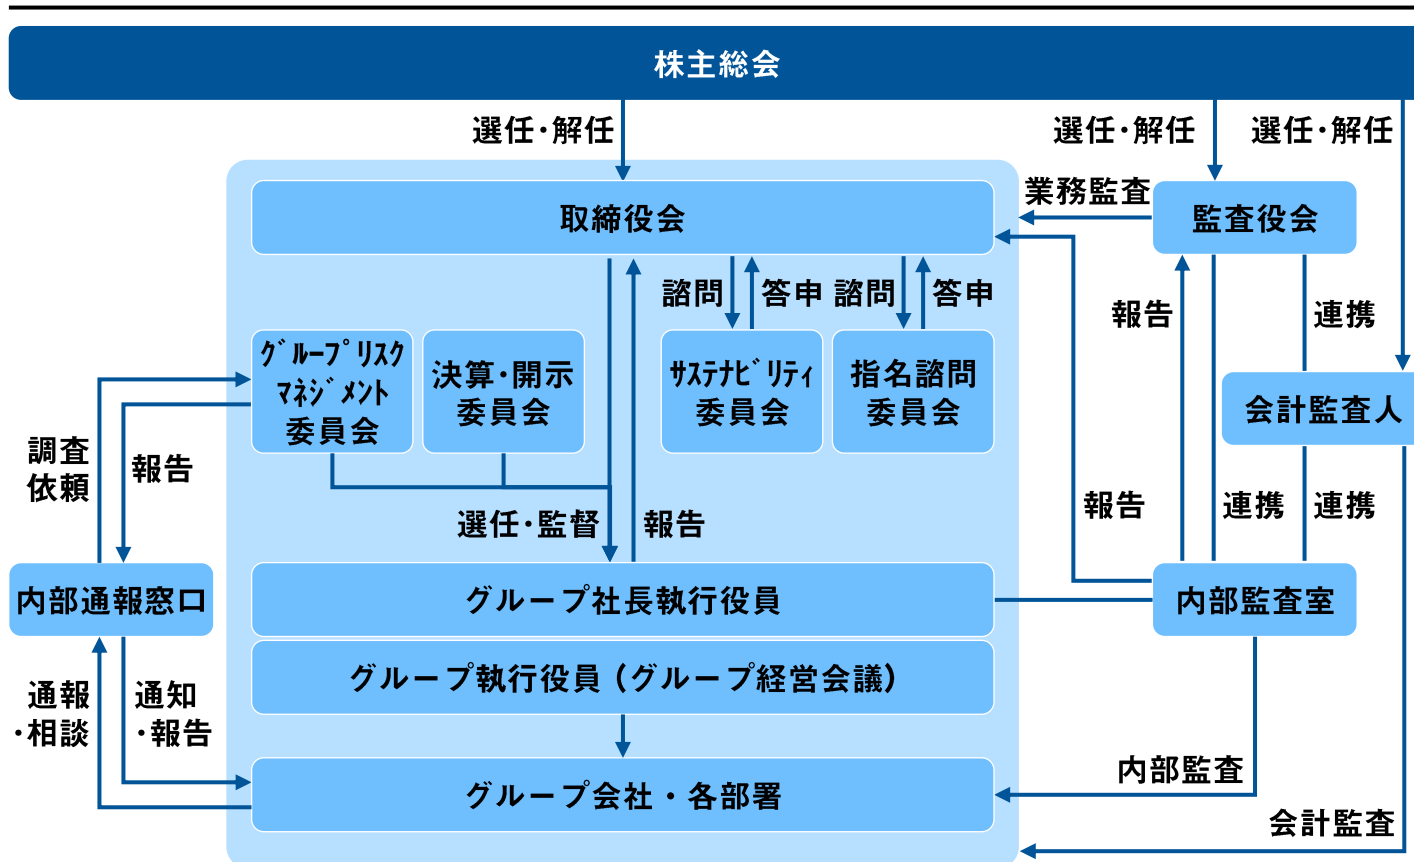 株主総会
選任・解任
選任・解任
選任・解任
業務監査
取締役会
監査役会
諮問
答申
諮問
答申
報告
連携
グループリスク
マネジメント
委員会
決算・開示
委員会
サステナビリティ
委員会
指名諮問
委員会
会計監査人
調査
依頼
報告
選任・監督
報告
報告
連携
連携
内部通報窓口
グループ社長執行役員
内部監査室
グループ執行役員(グループ経営会議)
通報
・相談
通知
・報告
内部監査
グループ会社・各部署
会計監査